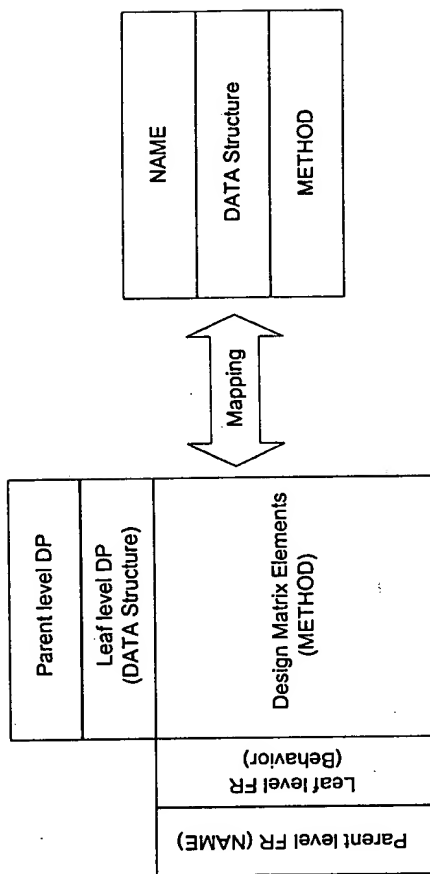 Parent level DP
Leaf level DP
(DATA Structure)
Parent level FR (NAME)
Leaf level FR
(Behavior)
Design Matrix Elements
(METHOD)
Mapping
NAME
DATA Structure
METHOD